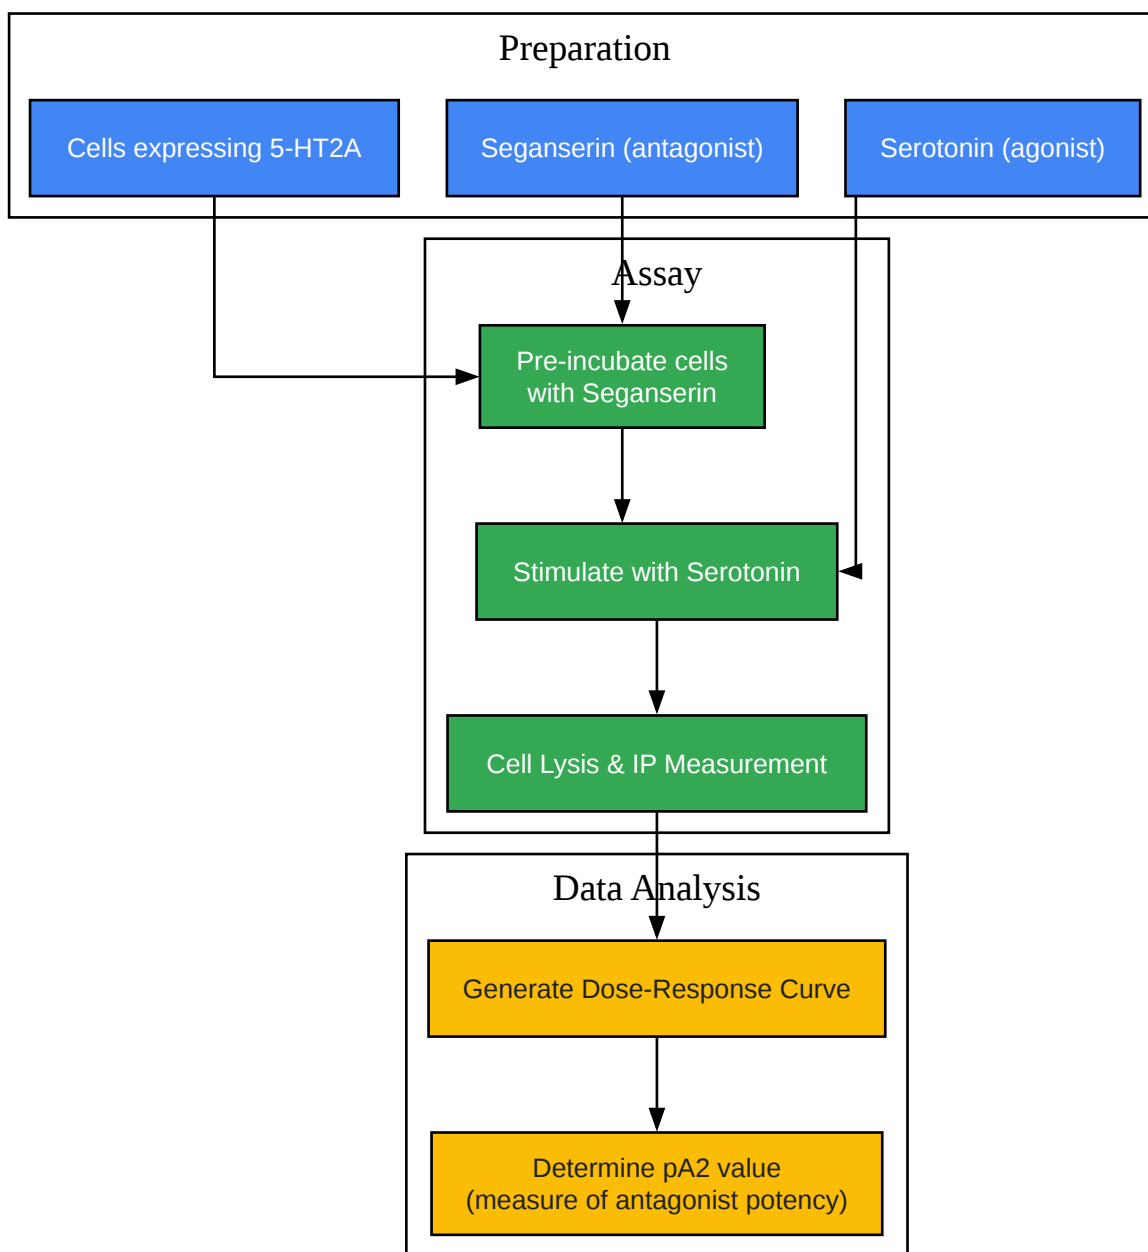 Preparation
Cells expressing 5-HT2A
Seganserin (antagonist)
Serotonin (agonist)
Assay
Pre-incubate cells
with Seganserin
Stimulate with Serotonin
Cell Lysis & IP Measurement
Data Analysis
Generate Dose-Response Curve
Determine pA2 value
(measure of antagonist potency)